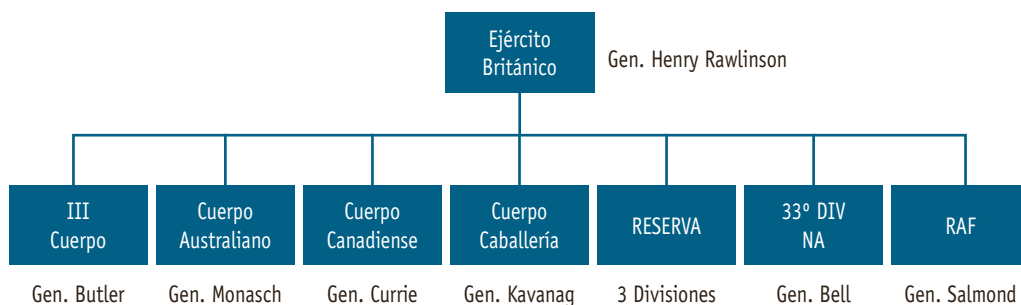 Ejército
Británico
Gen. Henry Rawlinson
III
Cuerpo
Cuerpo
Australiano
Cuerpo
Canadiense
Cuerpo
Caballería
RESERVA
33º DIV
NA
RAF
Gen. Butler
Gen. Monasch
Gen. Currie
Gen. Kavanaq
3 Divisiones
Gen. Bell
Gen. Salmond